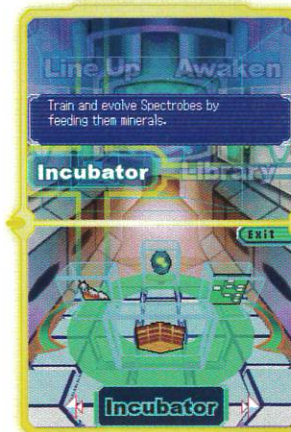 Line Up Awaken
Train and evolve Spectrobes by
feeding them minerals.
Incubator Library
Exit
Incubator